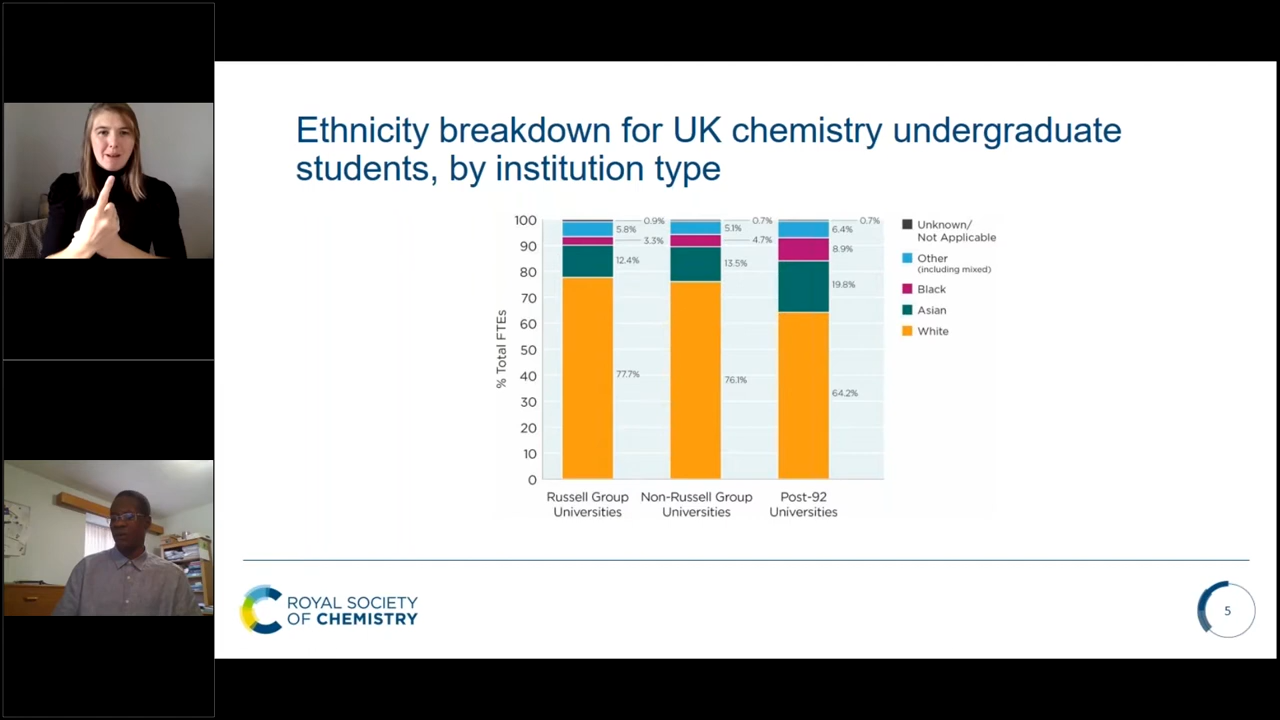 Ethnicity breakdown for UK chemistry undergraduate
students, by institution type
% Total FTEs
100
90
80
70
60
50
40
30
20
10
0
0.9%
5.8%
3.3%
12.4%
77.7%
0.7%
5.1%
4.7%
13.5%
76.1%
0.7%
6.4%
8.9%
19.8%
64.2%
Russell Group
Universities
Non-Russell Group
Universities
Post-92
Universities
Unknown/
Not Applicable
Other
(including mixed)
Black
Asian
White
ROYAL SOCIETY
OF CHEMISTRY
5